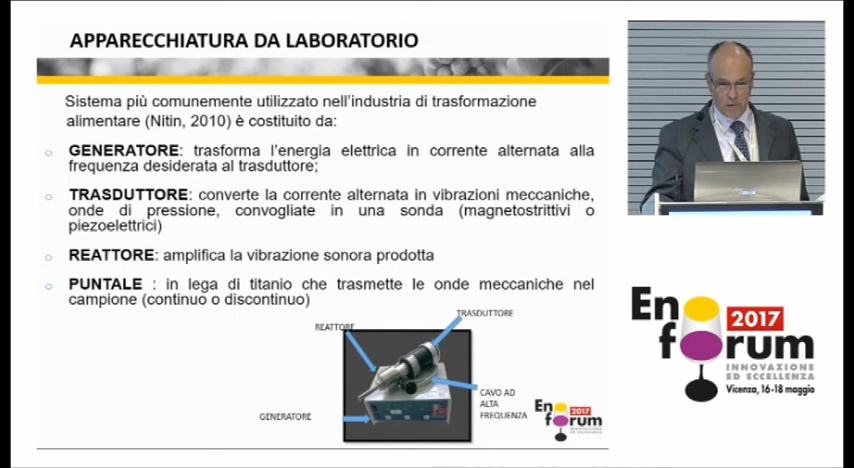 APPARECCHIATURA DA LABORATORIO
Sistema più comunemente utilizzato nell'industria di trasformazione
alimentare (Nitin, 2010) è costituito da:
GENERATORE: trasforma l'energia elettrica in corrente alternata alla
frequenza desiderata al trasduttore;
TRASDUTTORE: converte la corrente alternata in vibrazioni meccaniche,
onde di pressione, convogliate in una sonda (magnetostrittivi o
piezoelettrici)
REATTORE: amplifica la vibrazione sonora prodotta
PUNTALE : in lega di titanio che trasmette le onde meccaniche nel
campione (continuo o discontinuo)
TRASDUTTORE
REATTORE
CAVO AD
ALTA
FREQUENZA
GENERATORE
En
2017
forum
En
2017
forum
INNOVAZIONE
ED ECCELLENZA
Vicenza, 16-18 maggio